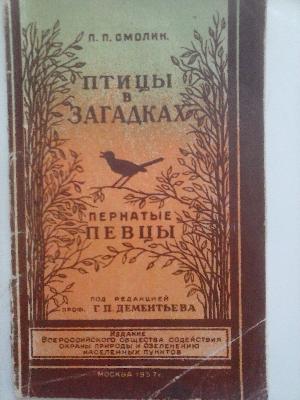 П. П. СМОЛИН.
ПТИЦЫ
В
ЗАГАДКАХ
ПЕРНАТЫЕ
ПЕВЦЫ
ПОД РЕДАКЦИЕЙ
ПРОФ. Г. П. ДЕМЕНТЬЕВА
ИЗДАНИЕ
ВСЕРОССИЙСКОГО ОБЩЕСТВА СОДЕЙСТВИЯ
ОХРАНЫ ПРИРОДЫ И ОЗЕЛЕНЕНИЮ
НАСЕЛЕННЫХ ПУНКТОВ
МОСКВА 1957г.